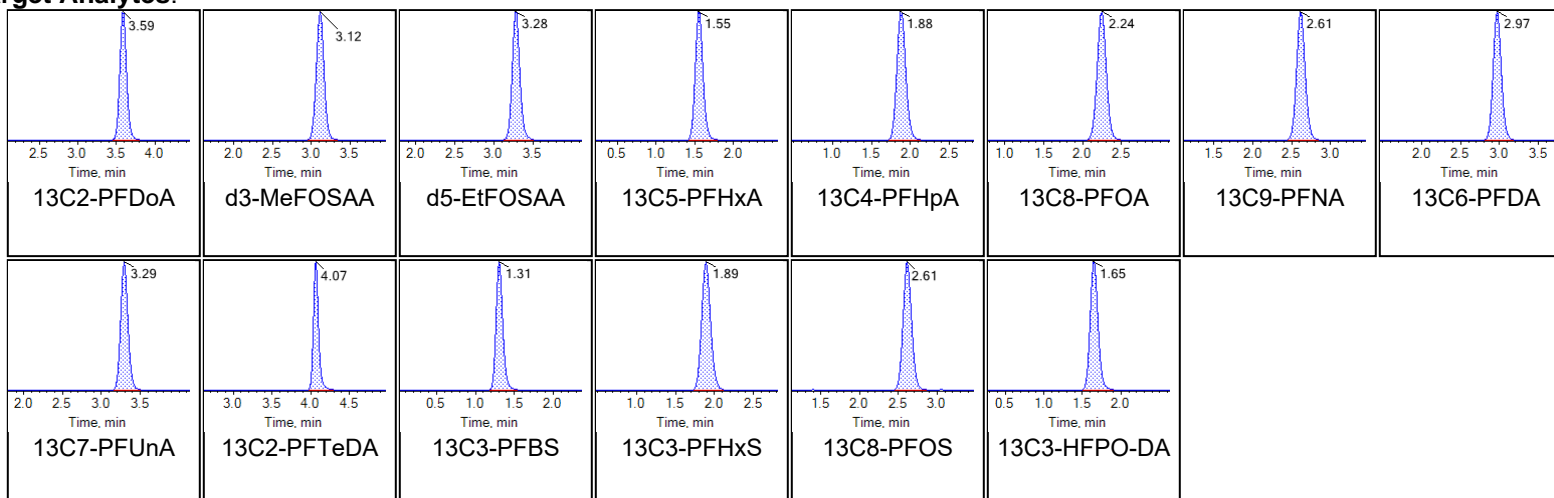 rget Analytes:
3.59 3.12 3.28 1.55 1.88 2.24 2.61 2.97
2.5 3.0 3.5 4.0 2.0 2.5 3.0 3.5 2.0 2.5 3.0 3.5 0.5 1.0 1.5 2.0 1.0 1.5 2.0 2.5 1.0 1.5 2.0 2.5 1.5 2.0 2.5 3.0 2.0 2.5 3.0 3.5
Time, min Time, min Time, min Time, min Time, min Time, min Time, min Time, min
13C2-PFDoA d3-MeFOSAA d5-EtFOSAA 13C5-PFHxA 13C4-PFHpA 13C8-PFOA 13C9-PFNA 13C6-PFDA
3.29 4.07 1.31 1.89 2.61 1.65
2.0 2.5 3.0 3.5 3.0 3.5 4.0 4.5 0.5 1.0 1.5 2.0 1.0 1.5 2.0 2.5 1.5 2.0 2.5 3.0 0.5 1.0 1.5 2.0
Time, min Time, min Time, min Time, min Time, min Time, min
13C7-PFUnA 13C2-PFTeDA 13C3-PFBS 13C3-PFHxS 13C8-PFOS 13C3-HFPO-DA